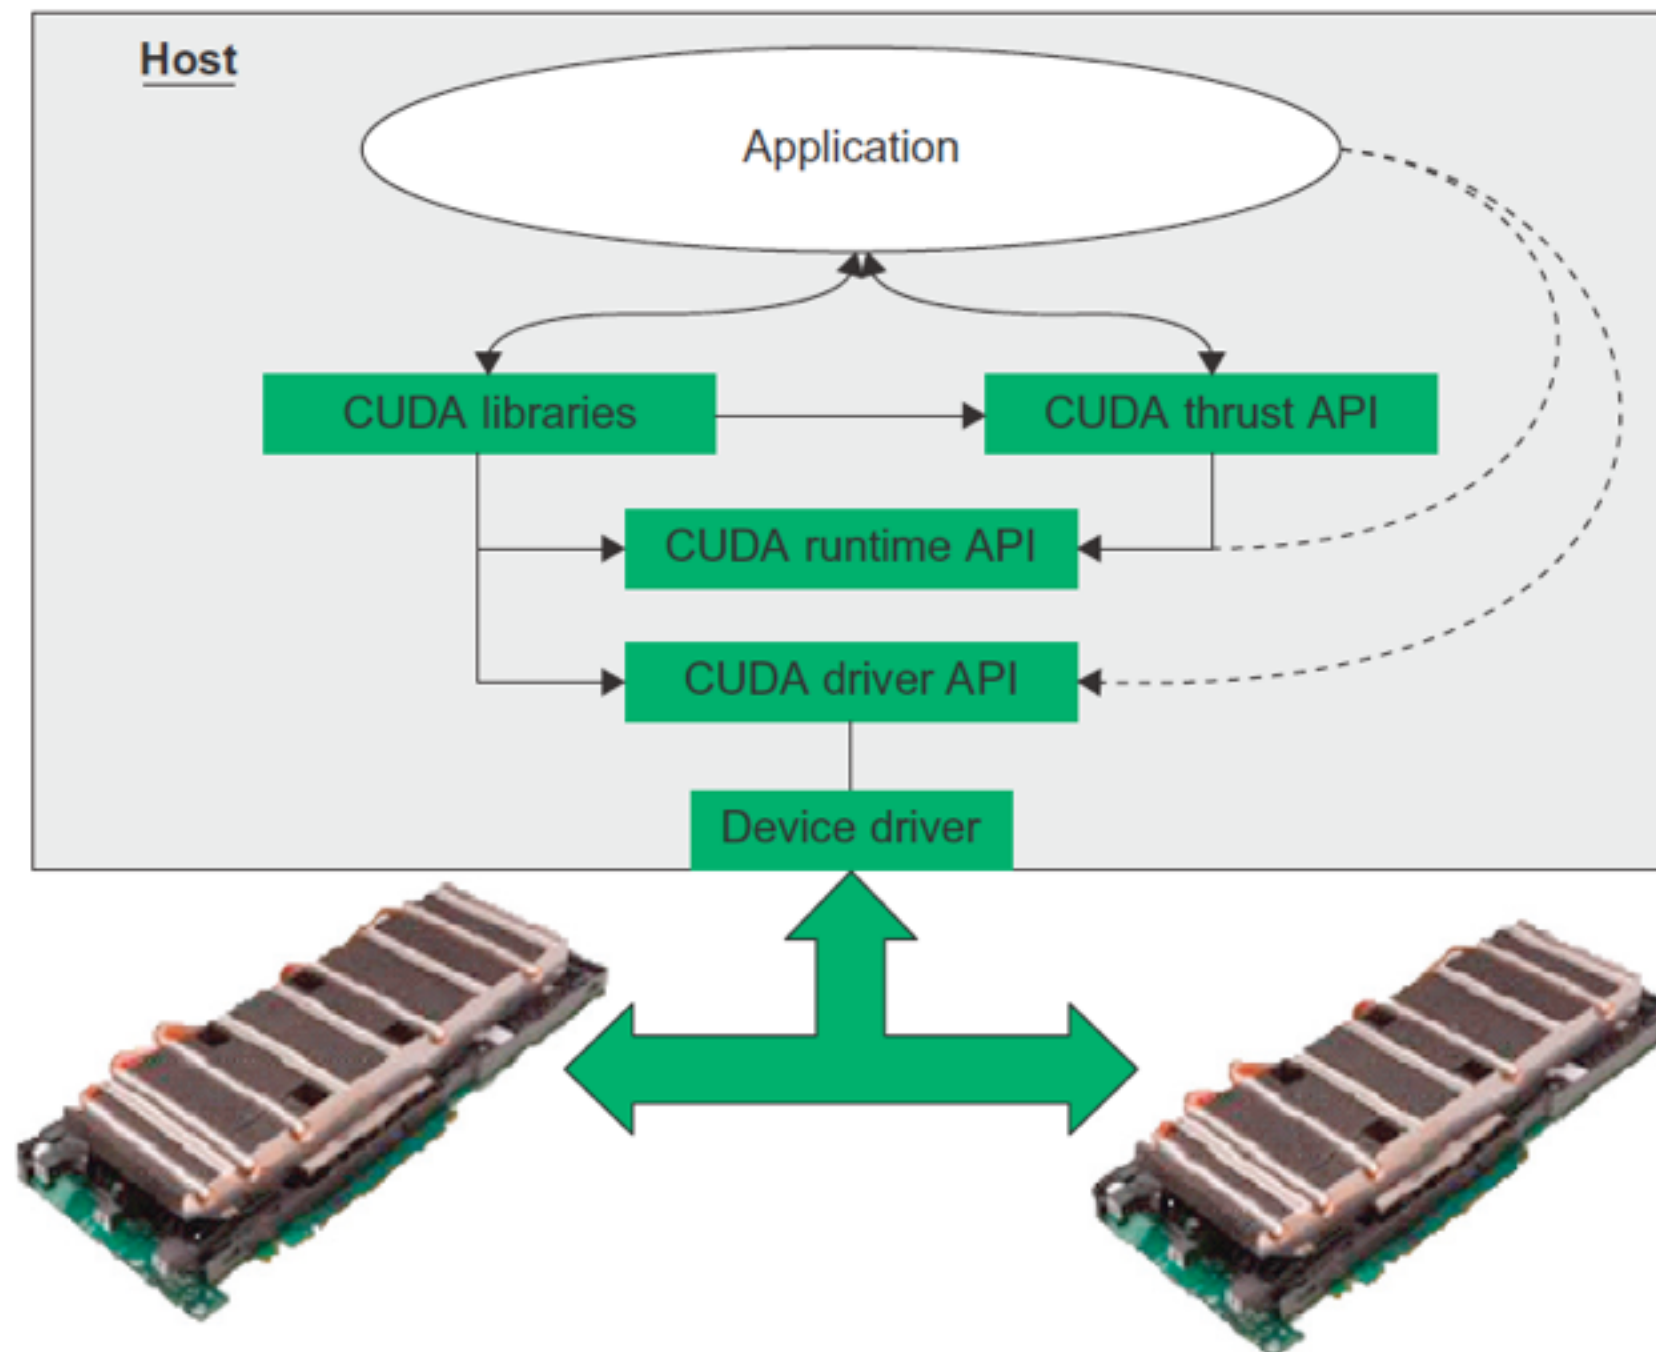 Host
Application
CUDA libraries
CUDA thrust API
CUDA runtime API
CUDA driver API
Device driver